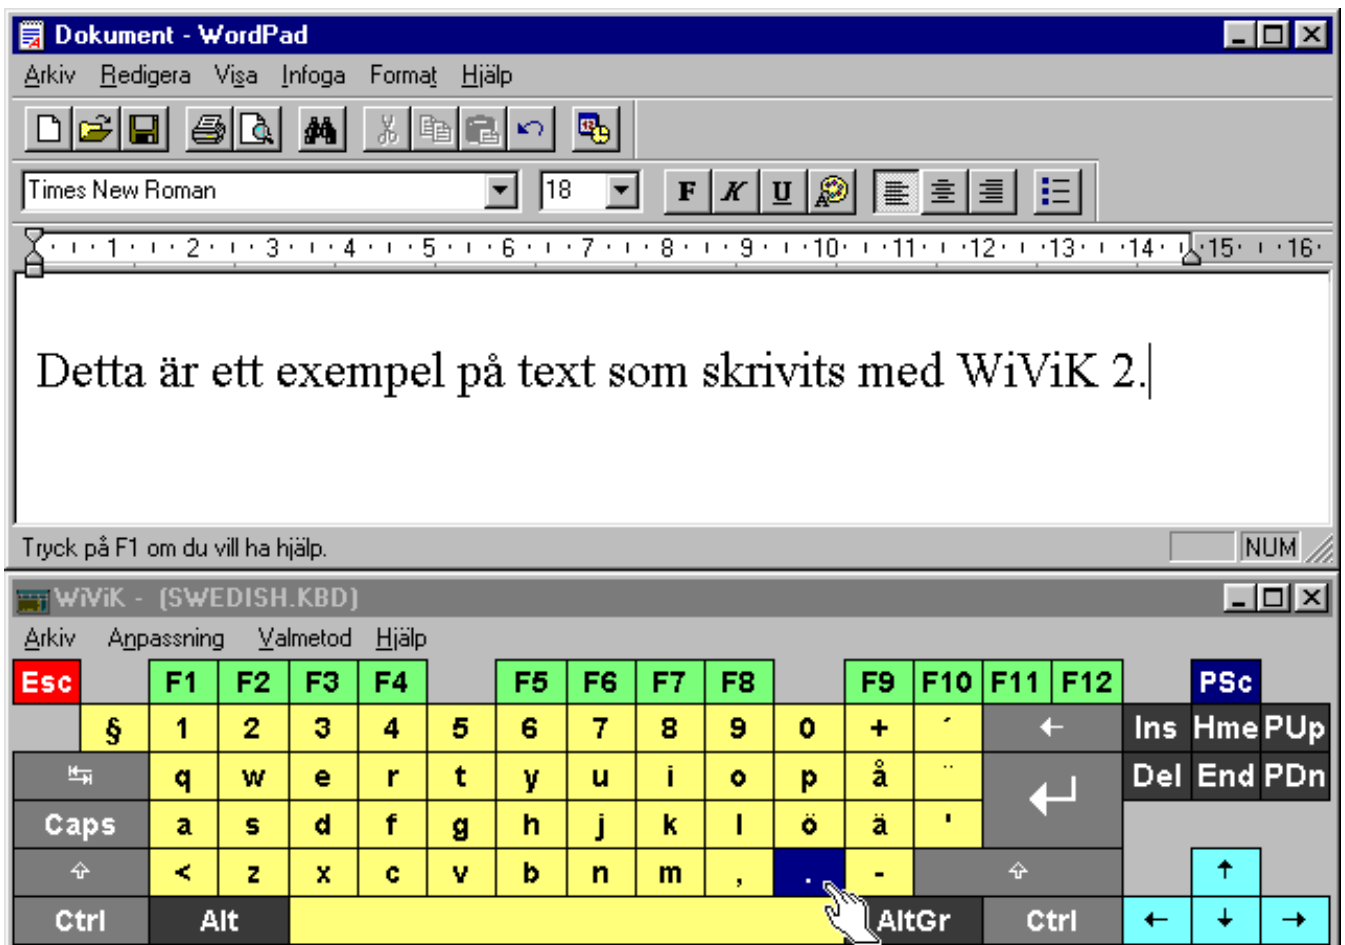 Dokument - WordPad
Arkiv Redigera Visa Infoga Format Hjälp
Times New Roman 18 F K U
1 2 3 4 5 6 7 8 9 10 11 12 13 14 15 16
Detta är ett exempel på text som skrivits med WiViK 2.
Tryck på F1 om du vill ha hjälp. NUM
WiViK - (SWEDISH.KBD)
Arkiv Anpassning Valmetod Hjälp
Esc F1 F2 F3 F4 F5 F6 F7 F8 F9 F10 F11 F12 PSc
§ 1 2 3 4 5 6 7 8 9 0 + ´ ← Ins Hme PUp
↹ q w e r t y u i o p å ¨ ↵ Del End PDn
Caps a s d f g h j k l ö ä '
⇧ < z x c v b n m , . - ⇧ ↑
Ctrl Alt AltGr Ctrl ← ↓ →